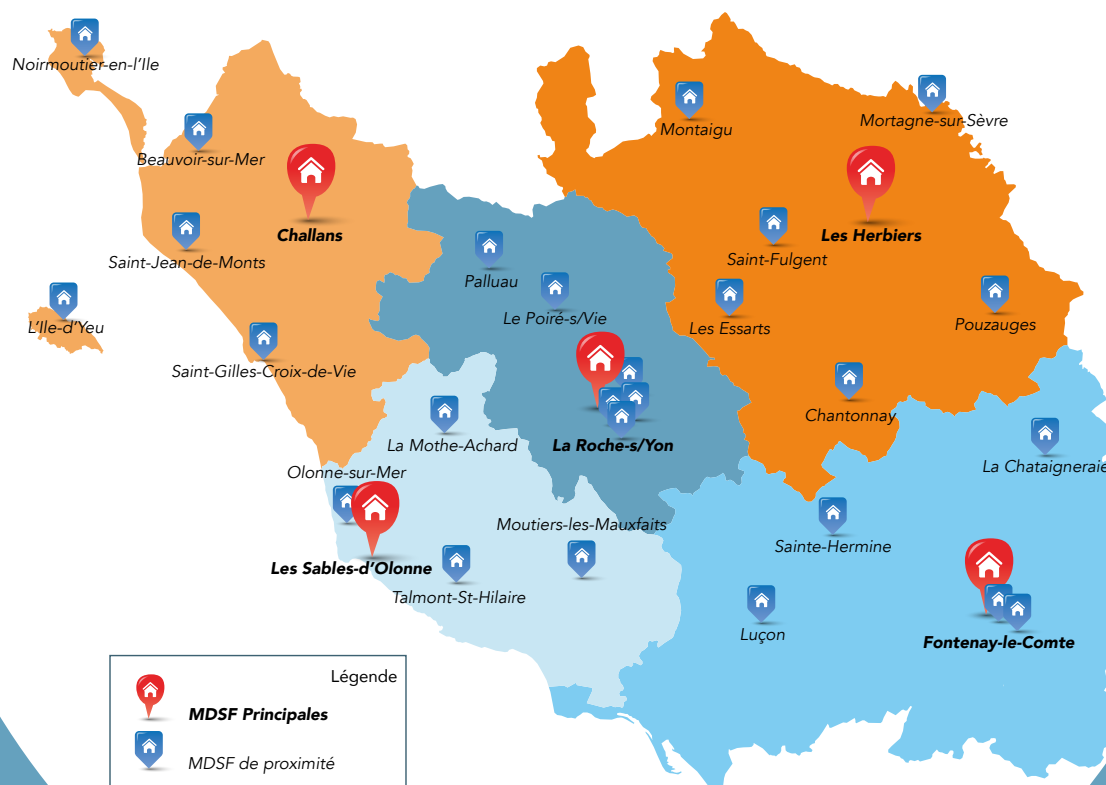 Noirmoutier-en-l'Ile
Beauvoir-sur-Mer
Montaigu
Mortagne-sur-Sèvre
Challans
Les Herbiers
Saint-Jean-de-Monts
Saint-Fulgent
Palluau
L'Ile-d'Yeu
Le Poiré-s/Vie
Les Essarts
Pouzauges
Saint-Gilles-Croix-de-Vie
Chantonnay
La Mothe-Achard
La Roche-s/Yon
La Chataigneraie
Olonne-sur-Mer
Moutiers-les-Mauxfaits
Sainte-Hermine
Les Sables-d'Olonne
Talmont-St-Hilaire
Luçon
Fontenay-le-Comte
Légende
MDSF Principales
MDSF de proximité